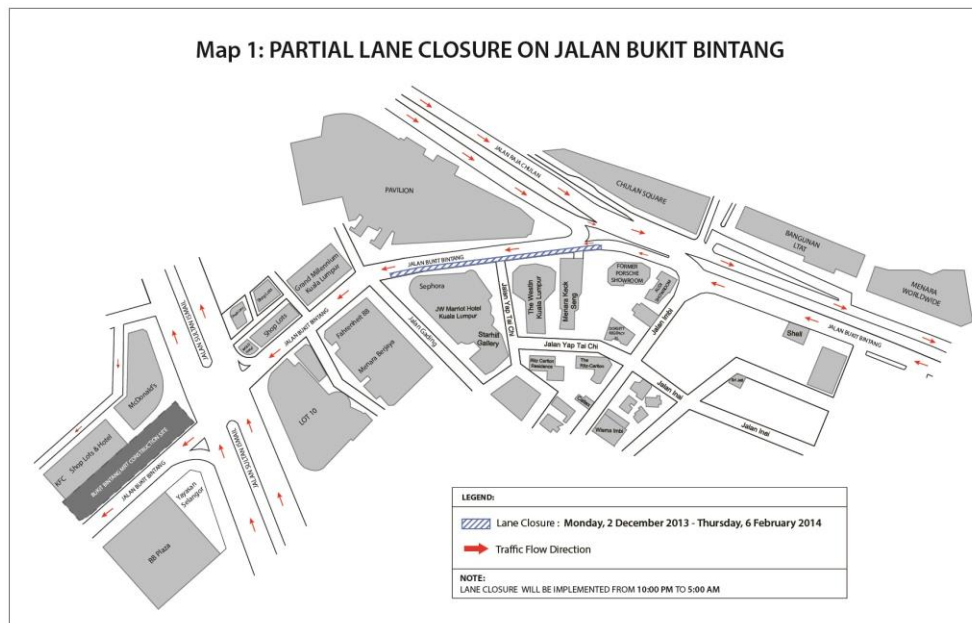 Map 1: PARTIAL LANE CLOSURE ON JALAN BUKIT BINTANG
JALAN RAJA CHULAN
CHULAN SQUARE
PAVILION
BANGUNAN
LTAT
MENARA
WORLDWIDE
JALAN BUKIT BINTANG
Grand Millennium
Kuala Lumpur
Sephora
JW Marriot Hotel
Kuala Lumpur
Starhill
Gallery
Jalan Yap Tai Chi
The Westin
Kuala Lumpur
Menara Keck
Seng
FORMER
PORSCHE
SHOWROOM
Jalan Imbi
JALAN BUKIT BINTANG
Shell
Shop Lots
JALAN BUKIT BINTANG
Fahrenheit 88
Menara Berjaya
Jalan Gading
Jalan Yap Tai Chi
Ritz Carlton
Residence
The
Ritz-Carlton
Jalan Inai
Jalan Inai
Wisma Imbi
JALAN SULTAN ISMAIL
McDonald's
LOT 10
KFC
Shop Lots & Hotel
BUKIT BINTANG MRT CONSTRUCTION SITE
JALAN BUKIT BINTANG
Yayasan
Selangor
JALAN SULTAN ISMAIL
BB Plaza
LEGEND:
Lane Closure : Monday, 2 December 2013 - Thursday, 6 February 2014
Traffic Flow Direction
NOTE:
LANE CLOSURE WILL BE IMPLEMENTED FROM 10:00 PM TO 5:00 AM